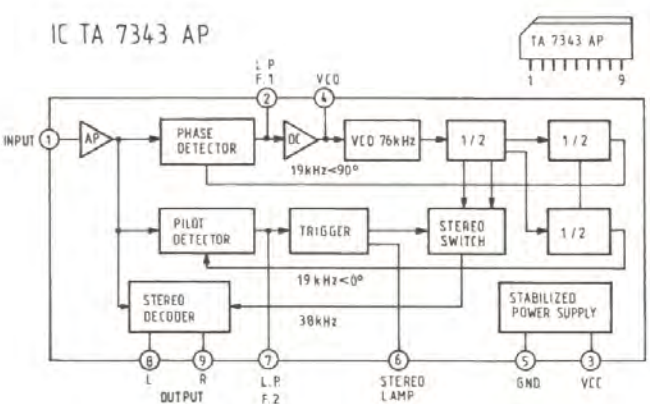 IC TA 7343 AP
TA 7343 AP
1 9
L.P
F.1
VCO
2 4
INPUT 1
AP
PHASE
DETECTOR
DC
VCO 76kHz
1/2
1/2
19kHz<90°
PILOT
DETECTOR
TRIGGER
STEREO
SWITCH
1/2
19kHz<0°
STEREO
DECODER
38kHz
STABILIZED
POWER SUPPLY
8 9 7 6 5 3
L R
OUTPUT
L.P.
F.2
STEREO
LAMP
GND
VCC